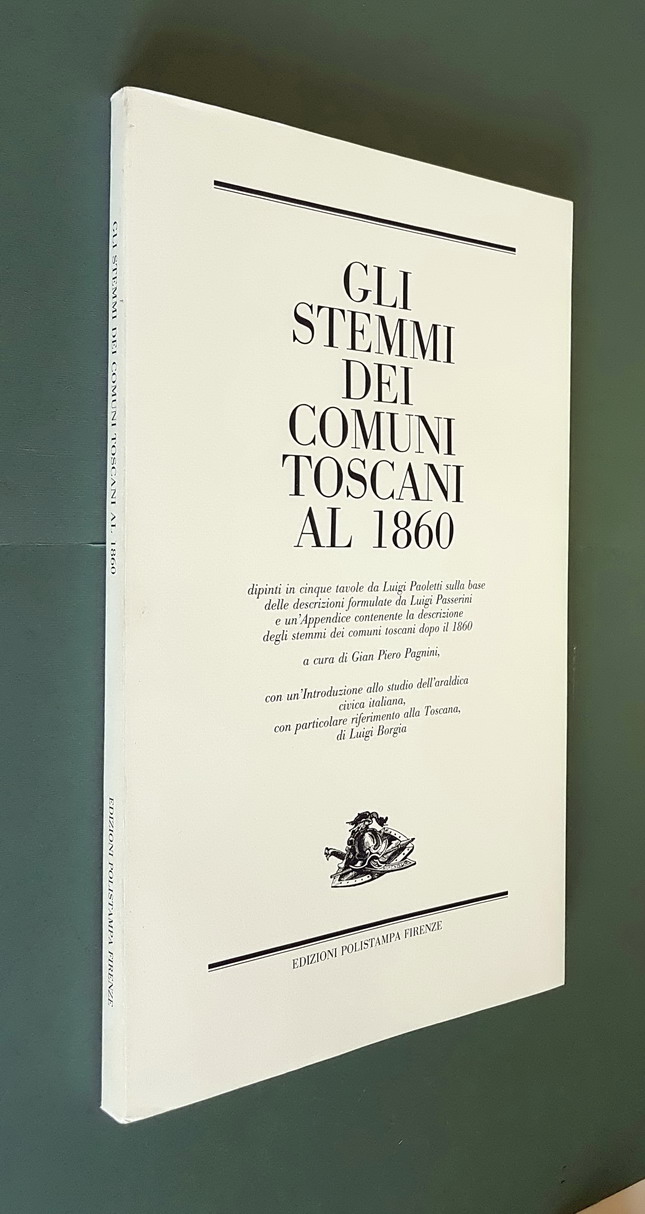 GLI
STEMMI
DEI
COMUNI
TOSCANI
AL 1860
dipinti in cinque tavole da Luigi Paoletti sulla base
delle descrizioni formulate da Luigi Passerini
e un'Appendice contenente la descrizione
degli stemmi dei comuni toscani dopo il 1860
a cura di Gian Piero Pagnini,
con un'Introduzione allo studio dell'araldica
civica italiana,
con particolare riferimento alla Toscana,
di Luigi Borgia
EDIZIONI POLISTAMPA FIRENZE
GLI STEMMI DEI COMUNI TOSCANI AL 1860
EDIZIONI POLISTAMPA FIRENZE